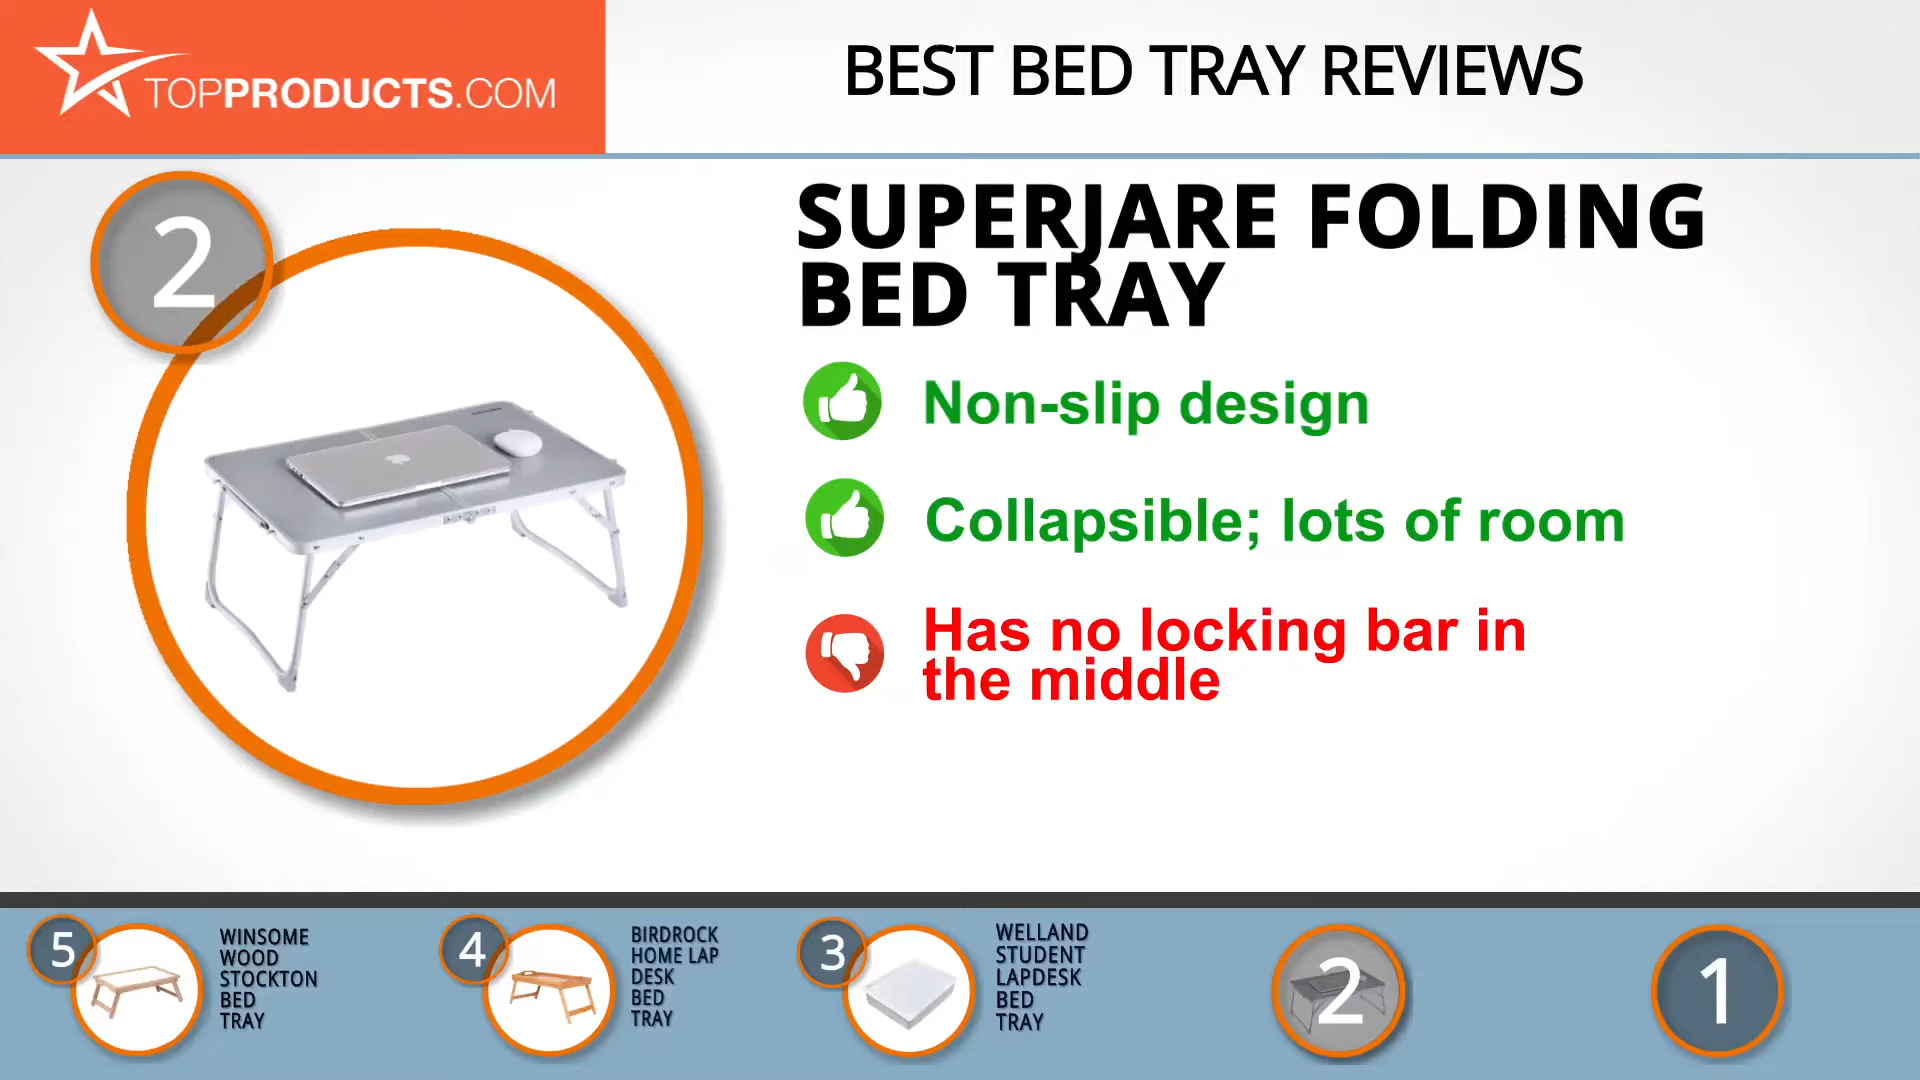 TOPPRODUCTS.COM
BEST BED TRAY REVIEWS
2
SUPERJARE FOLDING
BED TRAY
Non-slip design
Collapsible; lots of room
Has no locking bar in
the middle
5
WINSOME
WOOD
STOCKTON
BED
TRAY
4
BIRDROCK
HOME LAP
DESK
BED
TRAY
3
WELLAND
STUDENT
LAPDESK
BED
TRAY
2
1